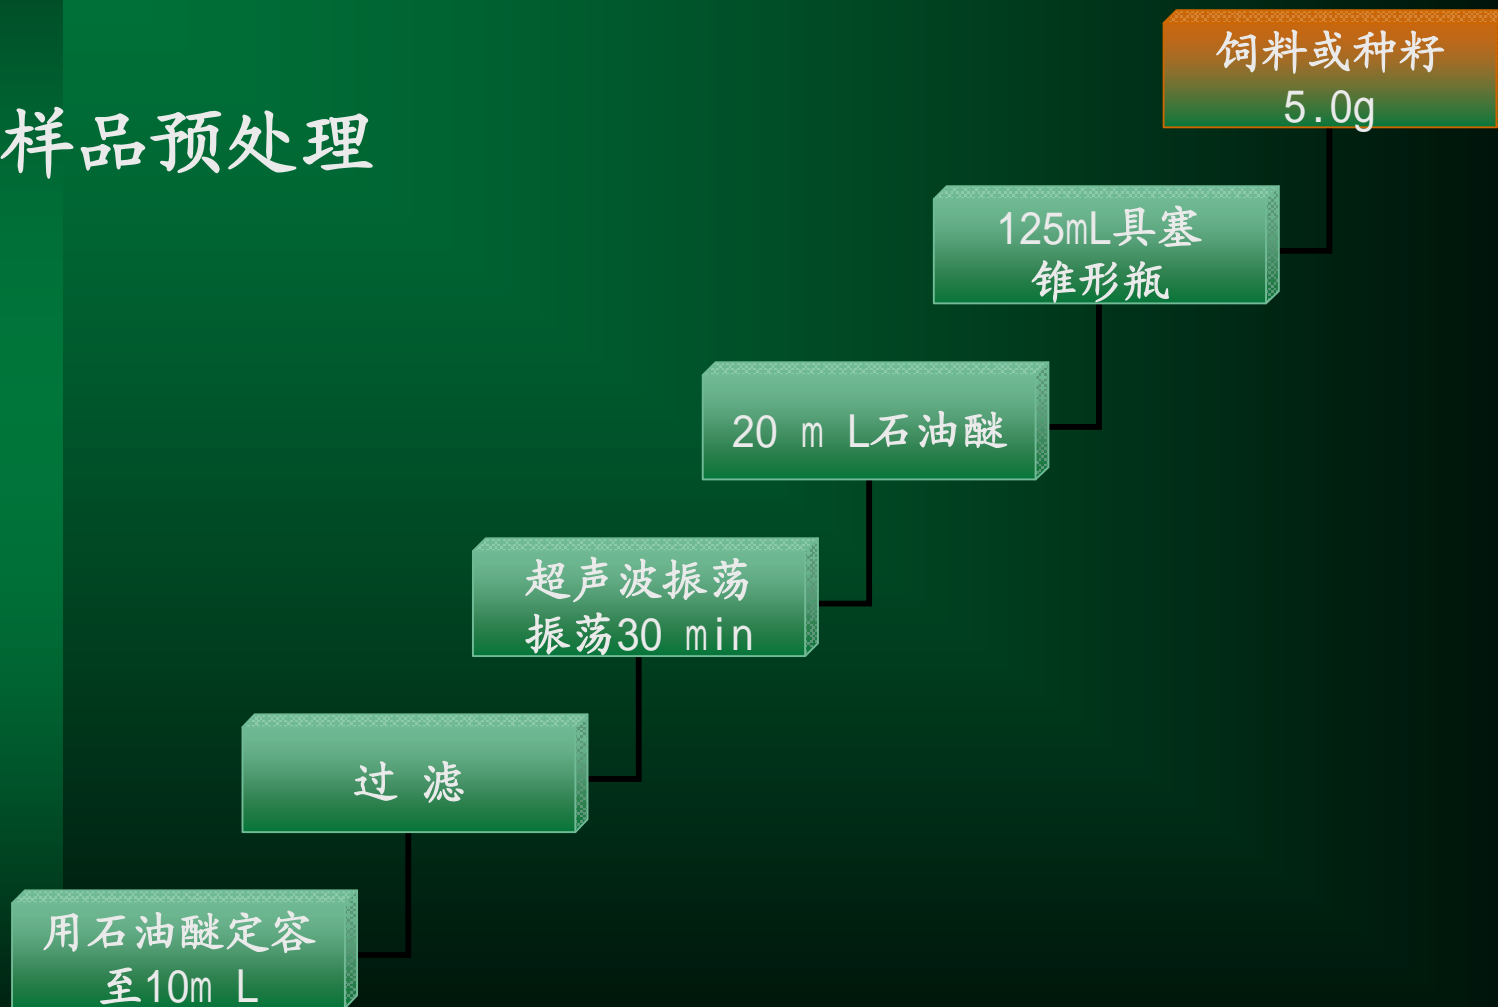 样品预处理
饲料或种籽
5.0g
125mL具塞
锥形瓶
20 m L石油醚
超声波振荡
振荡30 min
过 滤
用石油醚定容
至10m L